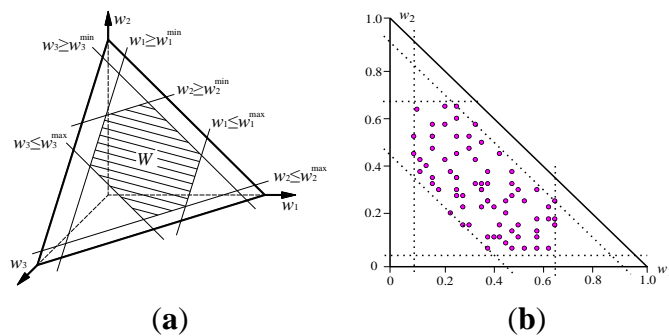 w₂
w₃≥w₃ᵐⁱⁿ
w₁≥w₁ᵐⁱⁿ
w₂≥w₂ᵐⁱⁿ
w₃≤w₃ᵐᵃˣ
w₁≤w₁ᵐᵃˣ
W
w₂≤w₂ᵐᵃˣ
w₁
w₃
(a)
1.0
w₂
0.8
0.6
0.4
0.2
0
0 0.2 0.4 0.6 0.8 1.0 w
(b)